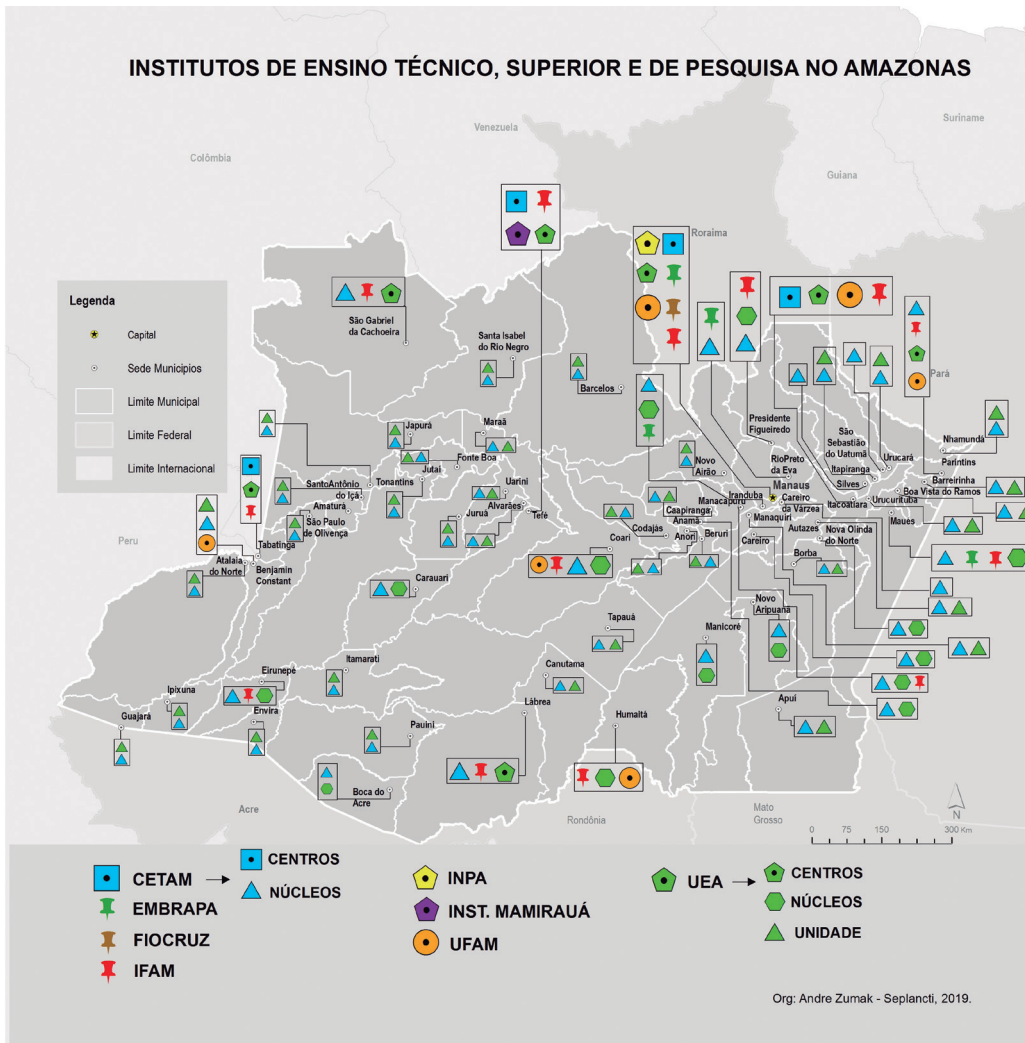 INSTITUTOS DE ENSINO TÉCNICO, SUPERIOR E DE PESQUISA NO AMAZONAS
Suriname
Venezuela
Colômbia
Guiana
Roraima
Legenda
Capital
Sede Municipios
Limite Municipal
Limite Federal
Limite Internacional
São Gabriel
da Cachoeira
Santa Isabel
do Rio Negro
Barcelos
Pará
Japurá
Maraã
Jutai
Fonte Boa
Presidente
Figueiredo
Novo
Airão
RioPreto
da Eva
São
Sebastião
do Uatumã
Nhamundá
Urucará
Parintins
Itapiranga
Silves
Barreirinha
Boa Vista do Ramos
SantoAntônio
do Içá
Tonantins
Uarini
Alvarães
Tefé
Manaus
Iranduba
Careiro
da Várzea
Itacoatiara
Urucurituba
Maues
Amaturá
São Paulo
de Olivença
Juruá
Caapiranga
Manacapuru
Anamã
Manaquiri
Codajás
Anori
Beruri
Autazes
Nova Olinda
do Norte
Careiro
Peru
Tabatinga
Atalaia
do Norte
Benjamin
Constant
Coari
Borba
Carauari
Novo
Aripuanã
Tapauá
Manicoré
Itamarati
Canutama
Eirunepé
Ipixuna
Envira
Guajará
Pauini
Lábrea
Humaitá
Apui
Boca do
Acre
Acre
Rondônia
Mato
Grosso
N
0 75 150 300 Km
CETAM
CENTROS
NÚCLEOS
EMBRAPA
FIOCRUZ
IFAM
INPA
INST. MAMIRAUÁ
UFAM
UEA
CENTROS
NÚCLEOS
UNIDADE
Org: Andre Zumak - Seplancti, 2019.